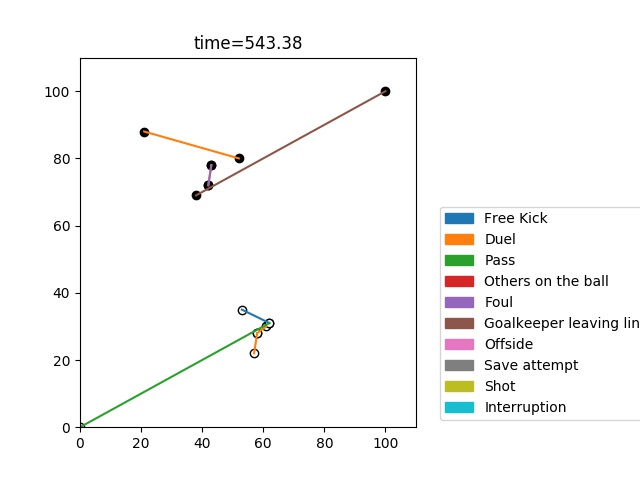 time=543.38
100
80
60
40
20
0
0 20 40 60 80 100
Free Kick
Duel
Pass
Others on the ball
Foul
Goalkeeper leaving lin
Offside
Save attempt
Shot
Interruption